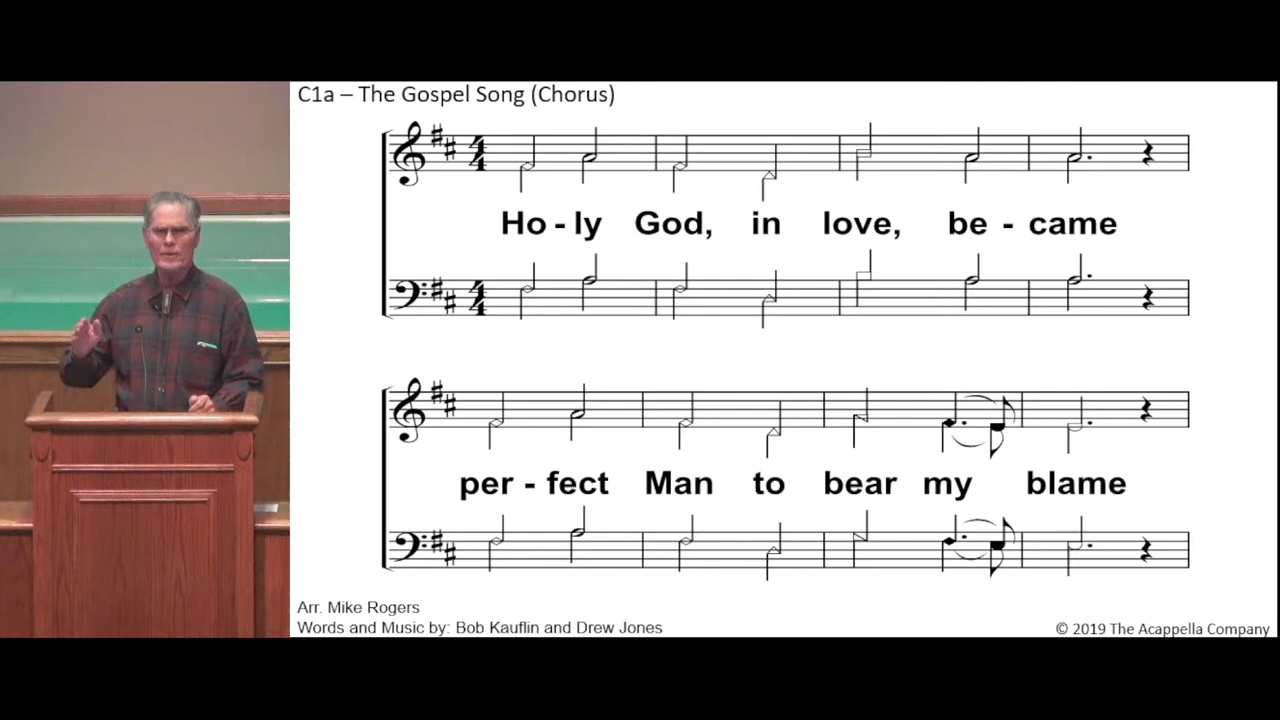 C1a – The Gospel Song (Chorus)
Ho - ly God, in love, be - came
per - fect Man to bear my blame
Arr. Mike Rogers
Words and Music by: Bob Kauflin and Drew Jones
© 2019 The Acappella Company